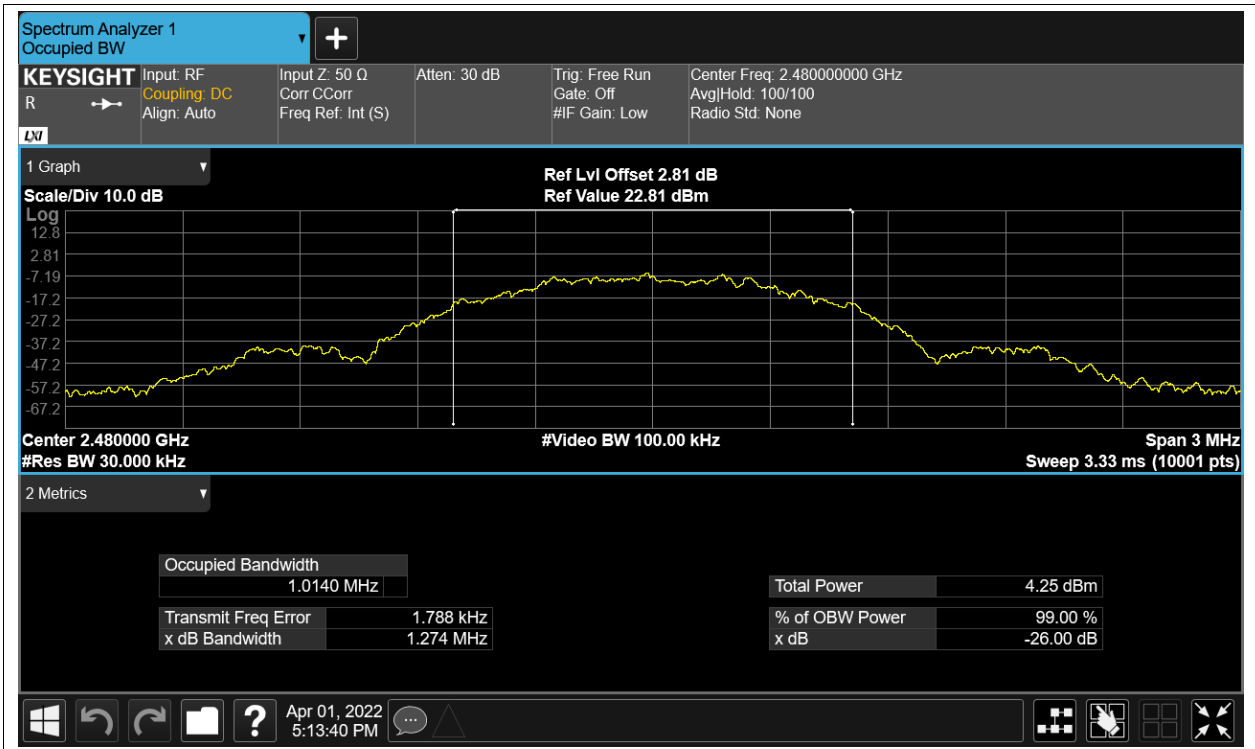 Spectrum Analyzer 1
Occupied BW
KEYSIGHT
R
LXI
Input: RF
Coupling: DC
Align: Auto
Input Z: 50 Ω
Corr CCorr
Freq Ref: Int (S)
Atten: 30 dB
Trig: Free Run
Gate: Off
#IF Gain: Low
Center Freq: 2.480000000 GHz
Avg|Hold: 100/100
Radio Std: None
1 Graph
Scale/Div 10.0 dB
Ref Lvl Offset 2.81 dB
Ref Value 22.81 dBm
Log
12.8
2.81
-7.19
-17.2
-27.2
-37.2
-47.2
-57.2
-67.2
Center 2.480000 GHz
#Video BW 100.00 kHz
Span 3 MHz
#Res BW 30.000 kHz
Sweep 3.33 ms (10001 pts)
2 Metrics
Occupied Bandwidth
1.0140 MHz
Total Power 4.25 dBm
Transmit Freq Error 1.788 kHz
% of OBW Power 99.00 %
x dB Bandwidth 1.274 MHz
x dB -26.00 dB
?
Apr 01, 2022
5:13:40 PM